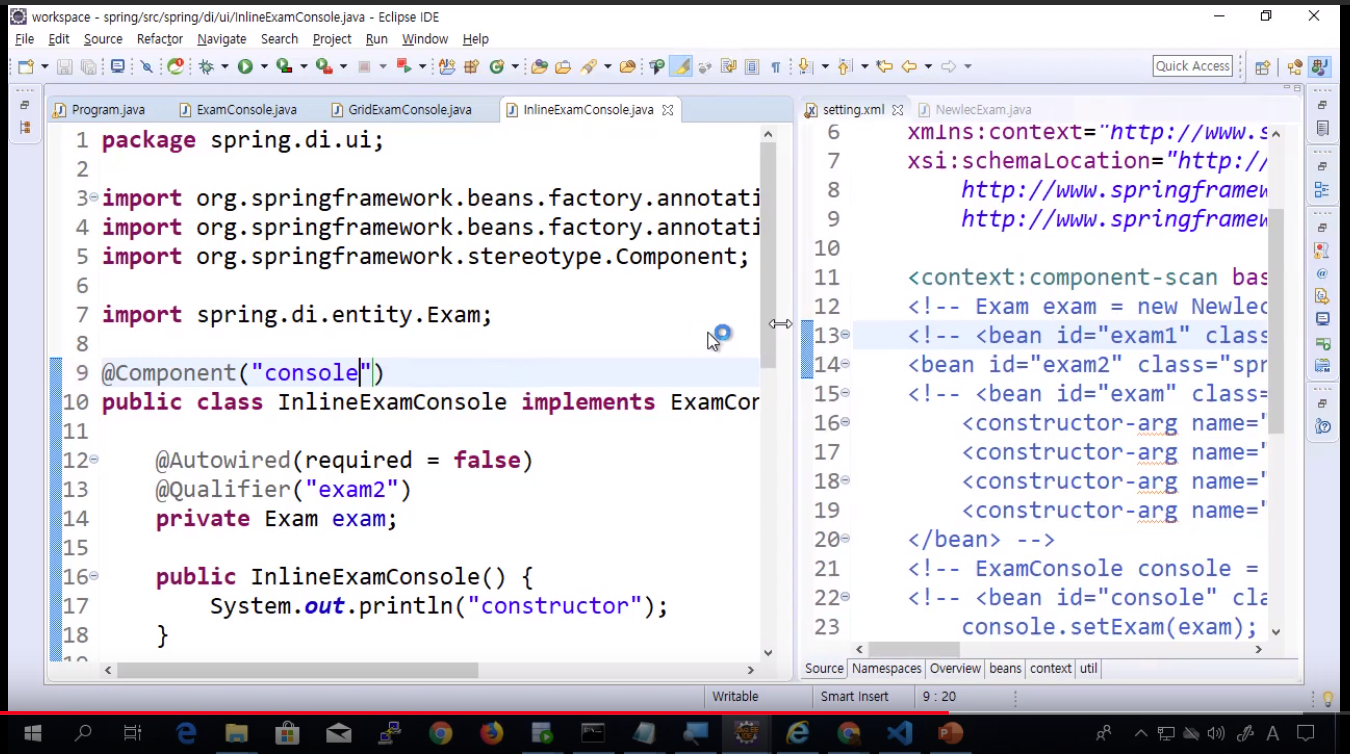 workspace - spring/src/spring/di/ui/InlineExamConsole.java - Eclipse IDE
File Edit Source Refactor Navigate Search Project Run Window Help
Quick Access
Program.java ExamConsole.java GridExamConsole.java InlineExamConsole.java
1 package spring.di.ui;
2
3 import org.springframework.beans.factory.annotati
4 import org.springframework.beans.factory.annotati
5 import org.springframework.stereotype.Component;
6
7 import spring.di.entity.Exam;
8
9 @Component("console")
10 public class InlineExamConsole implements ExamCor
11
12 @Autowired(required = false)
13 @Qualifier("exam2")
14 private Exam exam;
15
16 public InlineExamConsole() {
17 System.out.println("constructor");
18 }
19
setting.xml NewlecExam.java
6 xmlns:context="http://www.s
7 xsi:schemaLocation="http://
8 http://www.springframew
9 http://www.springframew
10
11 <context:component-scan bas
12 <!-- Exam exam = new Newlec
13 <!-- <bean id="exam1" class
14 <bean id="exam2" class="spr
15 <!-- <bean id="exam" class=
16 <constructor-arg name="
17 <constructor-arg name="
18 <constructor-arg name="
19 <constructor-arg name="
20 </bean> -->
21 <!-- ExamConsole console =
22 <!-- <bean id="console" cla
23 console.setExam(exam);
Source Namespaces Overview beans context util
Writable Smart Insert 9 : 20
A